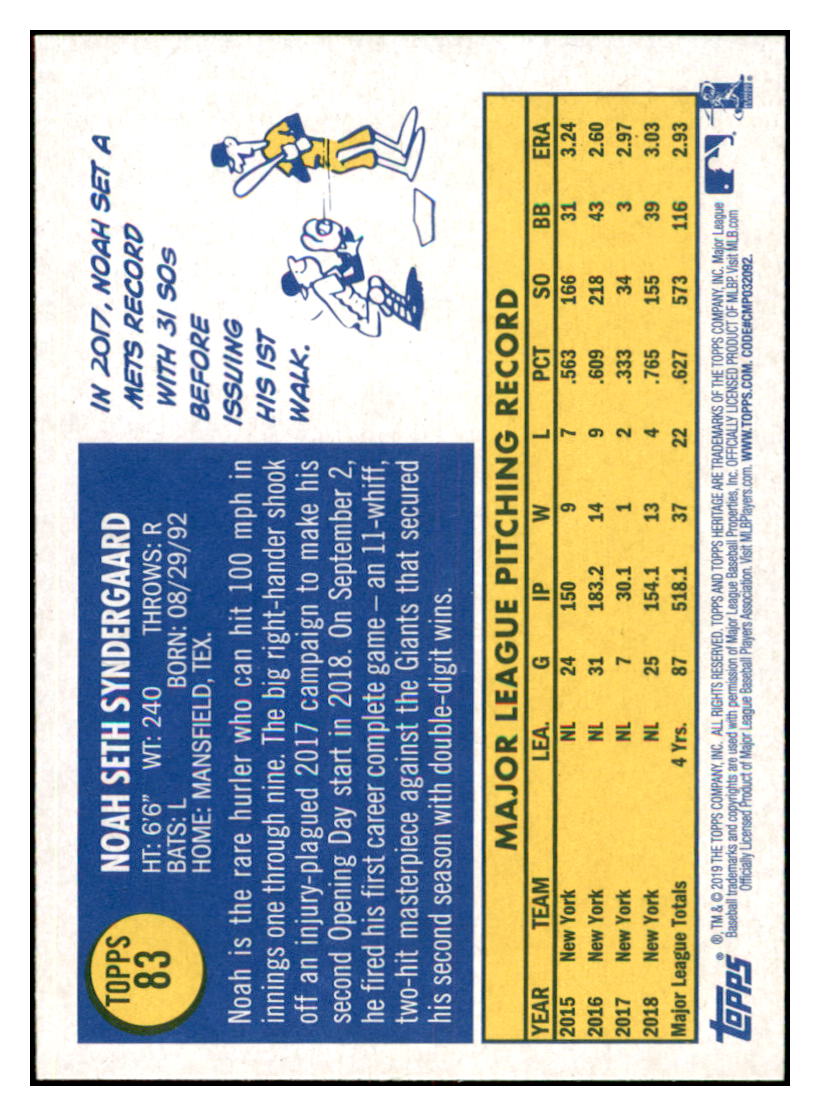 TOPPS
83
NOAH SETH SYNDERGAARD
HT: 6'6" WT: 240 THROWS: R
BATS: L BORN: 08/29/92
HOME: MANSFIELD, TEX.
Noah is the rare hurler who can hit 100 mph in
innings one through nine. The big right-hander shook
off an injury-plagued 2017 campaign to make his
second Opening Day start in 2018. On September 2,
he fired his first career complete game – an 11-whiff,
two-hit masterpiece against the Giants that secured
his second season with double-digit wins.
IN 2017, NOAH SET A
METS RECORD
WITH 31 SOs
BEFORE
ISSUING
HIS 1ST
WALK.
MAJOR LEAGUE PITCHING RECORD
YEAR TEAM LEA. G IP W L PCT SO BB ERA
2015 New York NL 24 150 9 7 .563 166 31 3.24
2016 New York NL 31 183.2 14 9 .609 218 43 2.60
2017 New York NL 7 30.1 1 2 .333 34 3 2.97
2018 New York NL 25 154.1 13 4 .765 155 39 3.03
Major League Totals 4 Yrs. 87 518.1 37 22 .627 573 116 2.93
topps
®, TM & © 2019 THE TOPPS COMPANY, INC. ALL RIGHTS RESERVED. TOPPS AND TOPPS HERITAGE ARE TRADEMARKS OF THE TOPPS COMPANY, INC. Major League
Baseball trademarks and copyrights are used with permission of Major League Baseball Properties, Inc. OFFICIALLY LICENSED PRODUCT OF MLBP. Visit MLB.com
Officially Licensed Product of Major League Baseball Players Association. Visit MLBPlayers.com. WWW.TOPPS.COM. CODE#CMP032092.